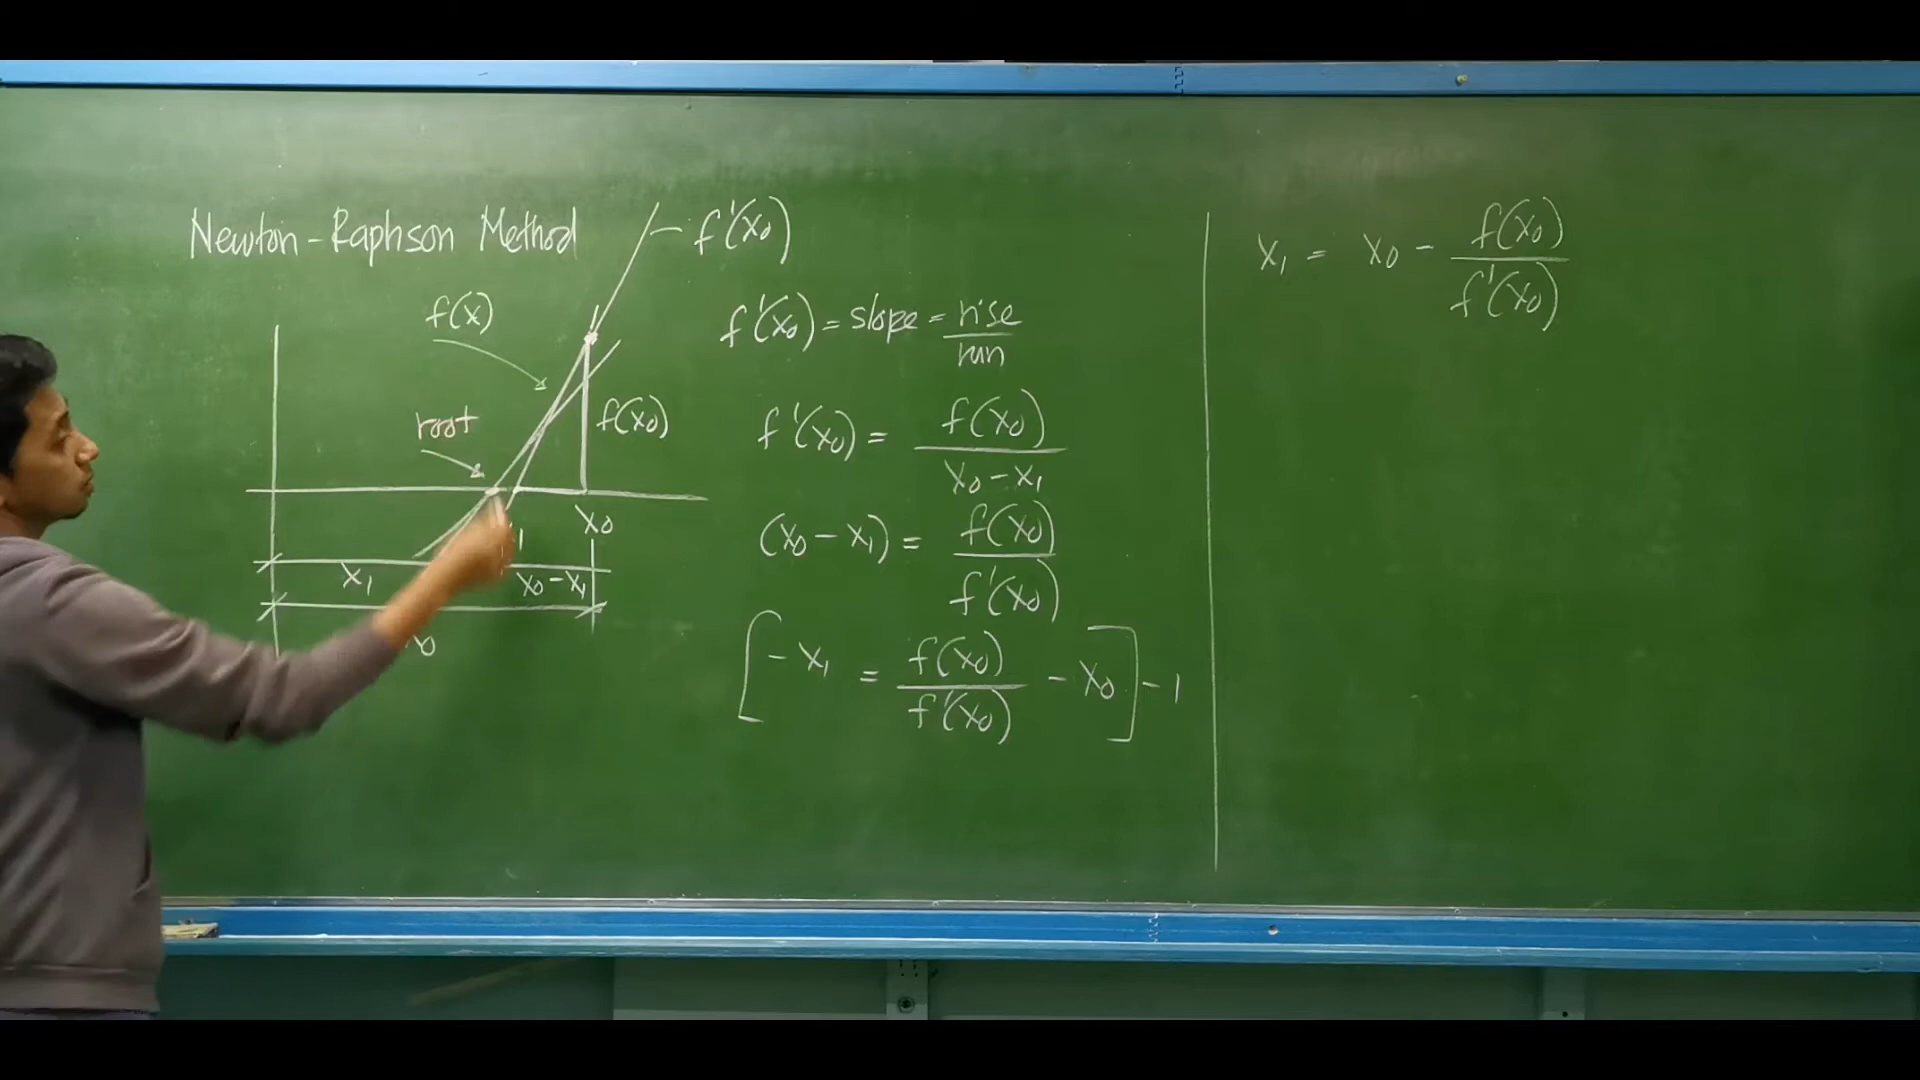 Newton-Raphson Method
f'(x₀)
f(x)
root
f(x₀)
x₀
x₁
x₀ - x₁
f'(x₀) = slope = rise / run
f'(x₀) = f(x₀) / x₀ - x₁
(x₀ - x₁) = f(x₀) / f'(x₀)
[- x₁ = f(x₀) / f'(x₀) - x₀] - 1
x₁ = x₀ - f(x₀) / f'(x₀)